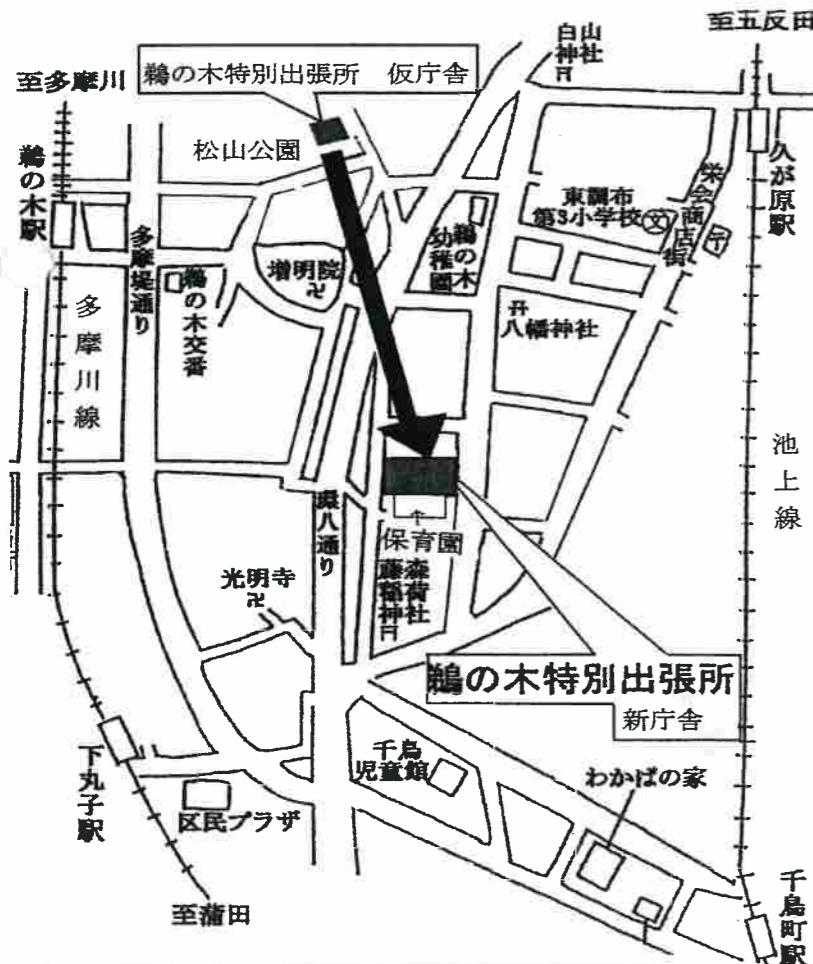 至五反田
白山神社
鵜の木特別出張所 仮庁舎
至多摩川
松山公園
鵜の木駅
久が原駅
栄会商店街
東調布
第3小学校
文
鵜の木幼稚園
多摩堤通り
増明院
卍
鵜の木交番
八幡神社
多摩川線
池上線
環八通り
保育園
藤森稲荷神社
光明寺
卍
鵜の木特別出張所
新庁舎
千鳥
児童館
わかばの家
下丸子駅
区民プラザ
至蒲田
千鳥町駅